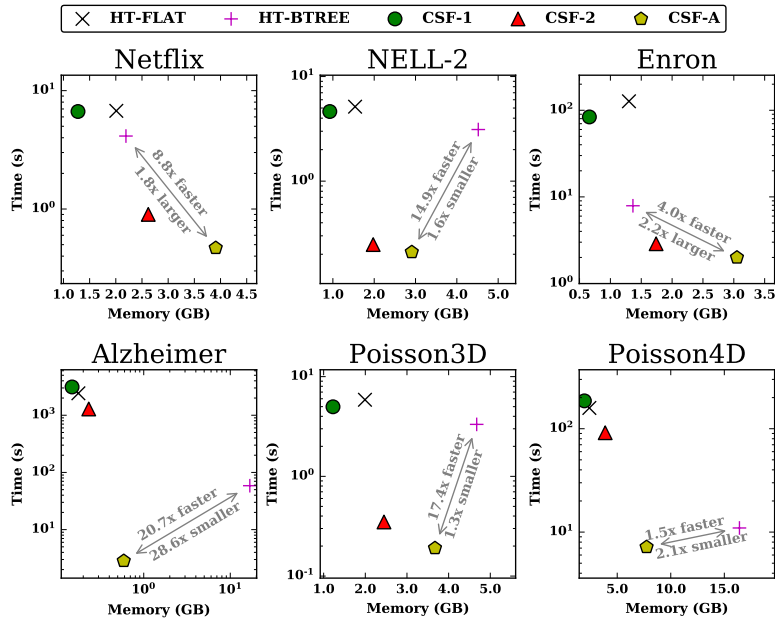 HT-FLAT HT-BTREE CSF-1 CSF-2 CSF-A
Netflix
Time (s)
10¹
10⁰
8.8x faster
1.8x larger
1.0 1.5 2.0 2.5 3.0 3.5 4.0 4.5
Memory (GB)
NELL-2
Time (s)
10¹
10⁰
14.9x faster
1.6x smaller
1.0 2.0 3.0 4.0 5.0
Memory (GB)
Enron
Time (s)
10²
10¹
10⁰
4.0x faster
2.2x larger
0.5 1.0 1.5 2.0 2.5 3.0 3.5
Memory (GB)
Alzheimer
Time (s)
10³
10²
10¹
20.7x faster
28.6x smaller
10⁰ 10¹
Memory (GB)
Poisson3D
Time (s)
10¹
10⁰
10⁻¹
17.4x faster
1.3x smaller
1.0 2.0 3.0 4.0 5.0
Memory (GB)
Poisson4D
Time (s)
10²
10¹
1.5x faster
2.1x smaller
5.0 10.0 15.0
Memory (GB)